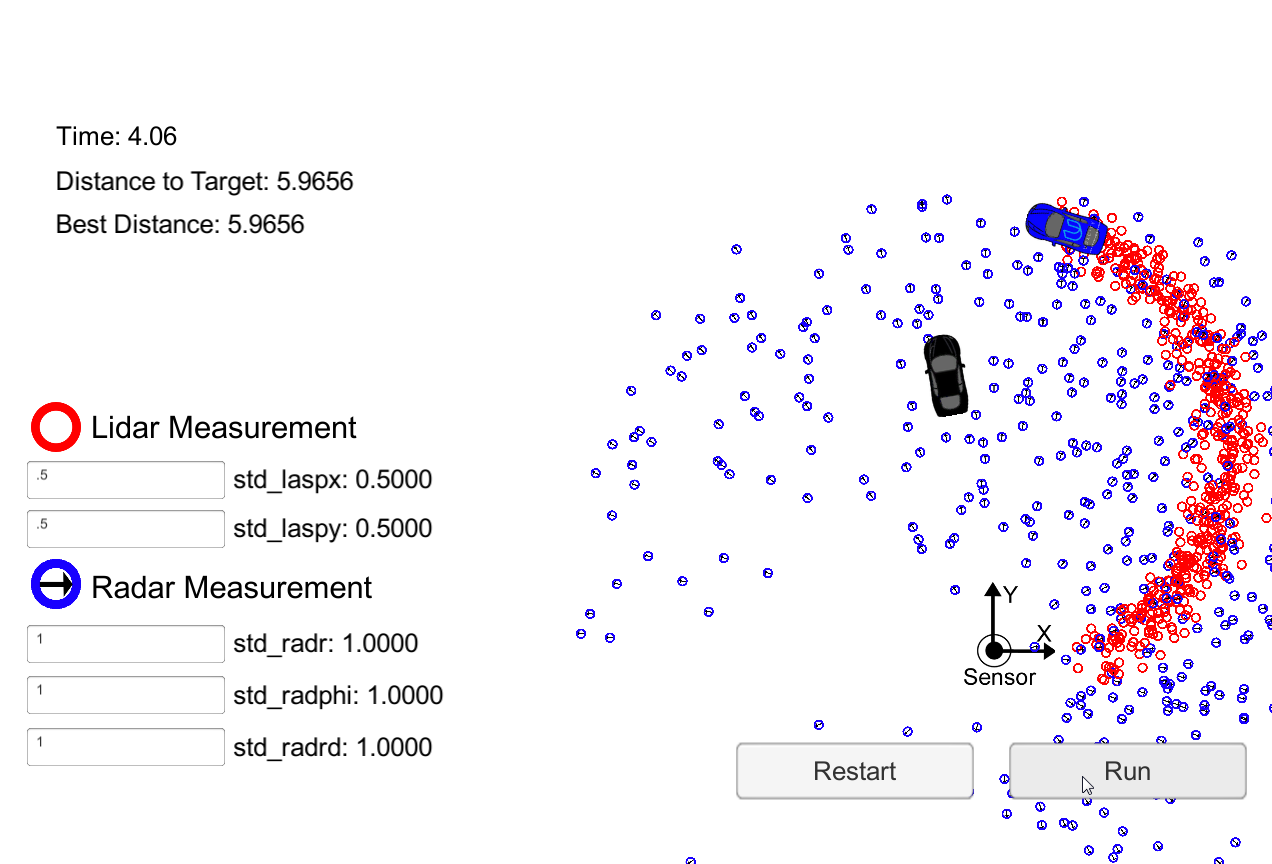 Time: 4.06
Distance to Target: 5.9656
Best Distance: 5.9656
Lidar Measurement
.5
std_laspx: 0.5000
.5
std_laspy: 0.5000
Radar Measurement
1
std_radr: 1.0000
1
std_radphi: 1.0000
1
std_radrd: 1.0000
Y
X
Sensor
Restart
Run